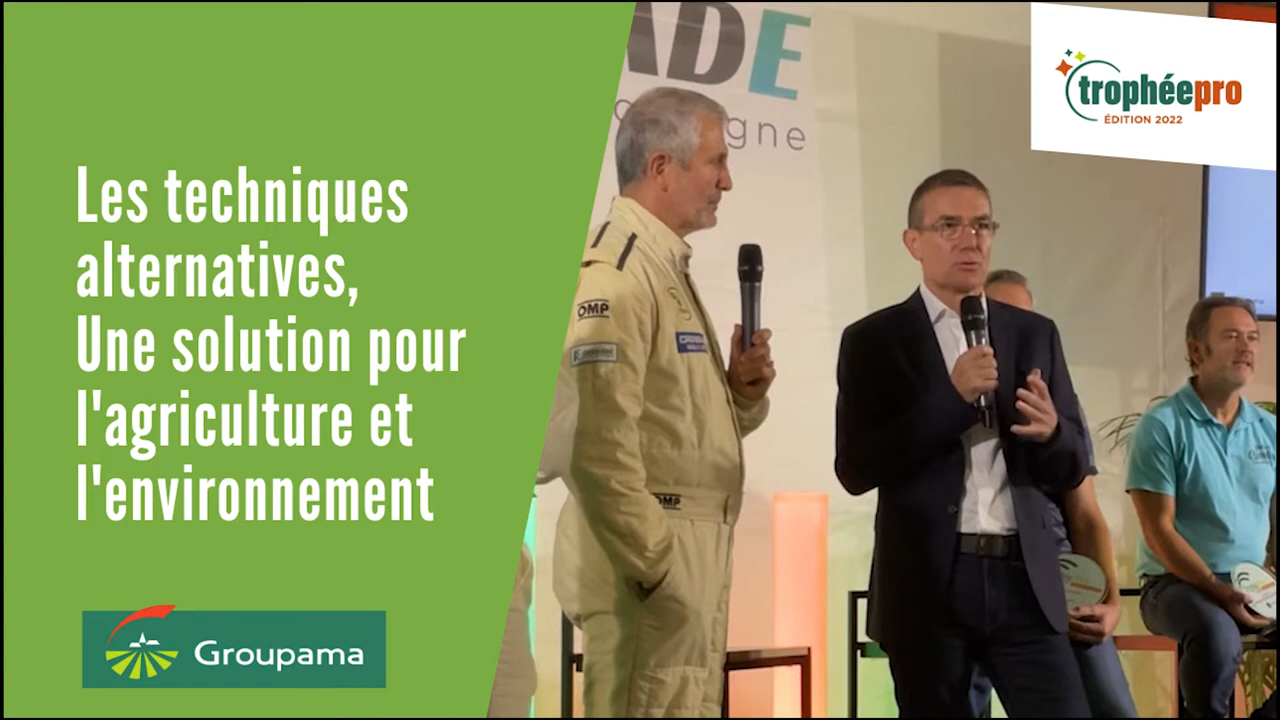 Les techniques
alternatives,
Une solution pour
l'agriculture et
l'environnement
Groupama
ADE
gne
trophéepro
ÉDITION 2022
OMP
OMP